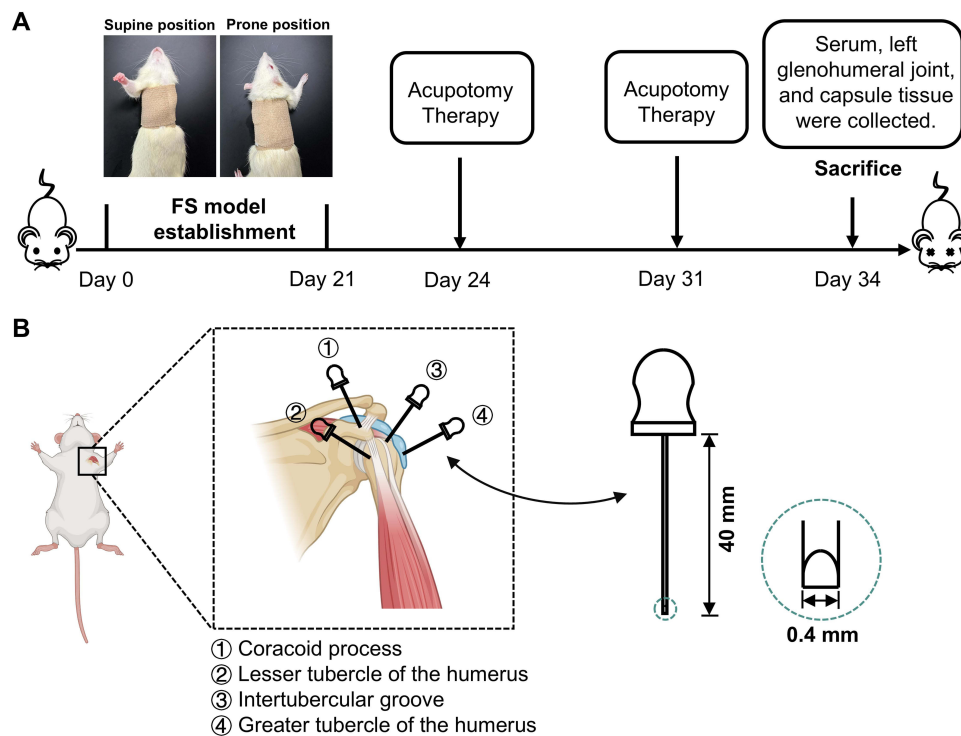 A
Supine position
Prone position
Acupotomy
Therapy
Acupotomy
Therapy
Serum, left
glenohumeral joint,
and capsule tissue
were collected.
Sacrifice
FS model
establishment
Day 0
Day 21
Day 24
Day 31
Day 34
B
①
②
③
④
40 mm
0.4 mm
① Coracoid process
② Lesser tubercle of the humerus
③ Intertubercular groove
④ Greater tubercle of the humerus